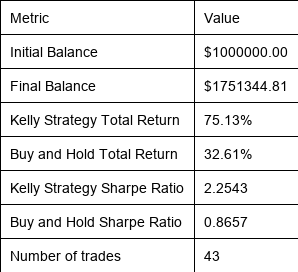 Metric Value
Initial Balance $1000000.00
Final Balance $1751344.81
Kelly Strategy Total Return 75.13%
Buy and Hold Total Return 32.61%
Kelly Strategy Sharpe Ratio 2.2543
Buy and Hold Sharpe Ratio 0.8657
Number of trades 43